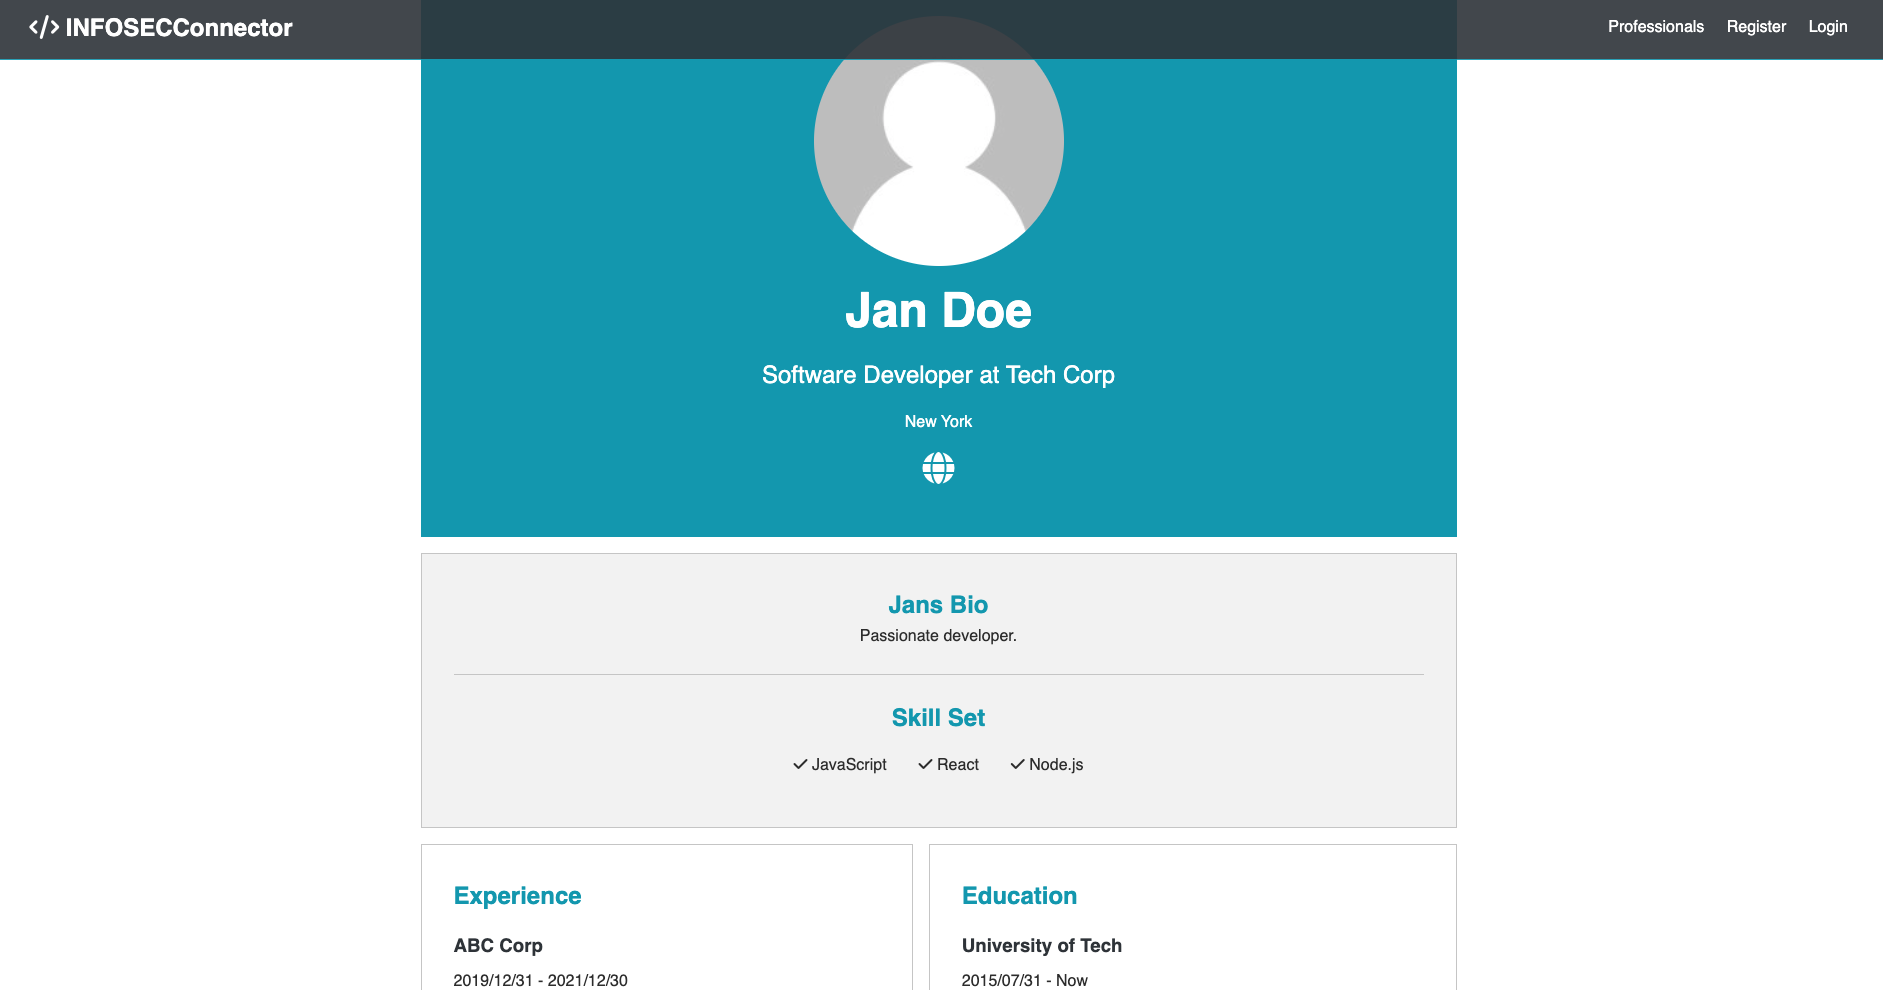 </> INFOSECConnector
Professionals Register Login
Jan Doe
Software Developer at Tech Corp
New York
Jans Bio
Passionate developer.
Skill Set
JavaScript React Node.js
Experience
ABC Corp
2019/12/31 - 2021/12/30
Education
University of Tech
2015/07/31 - Now